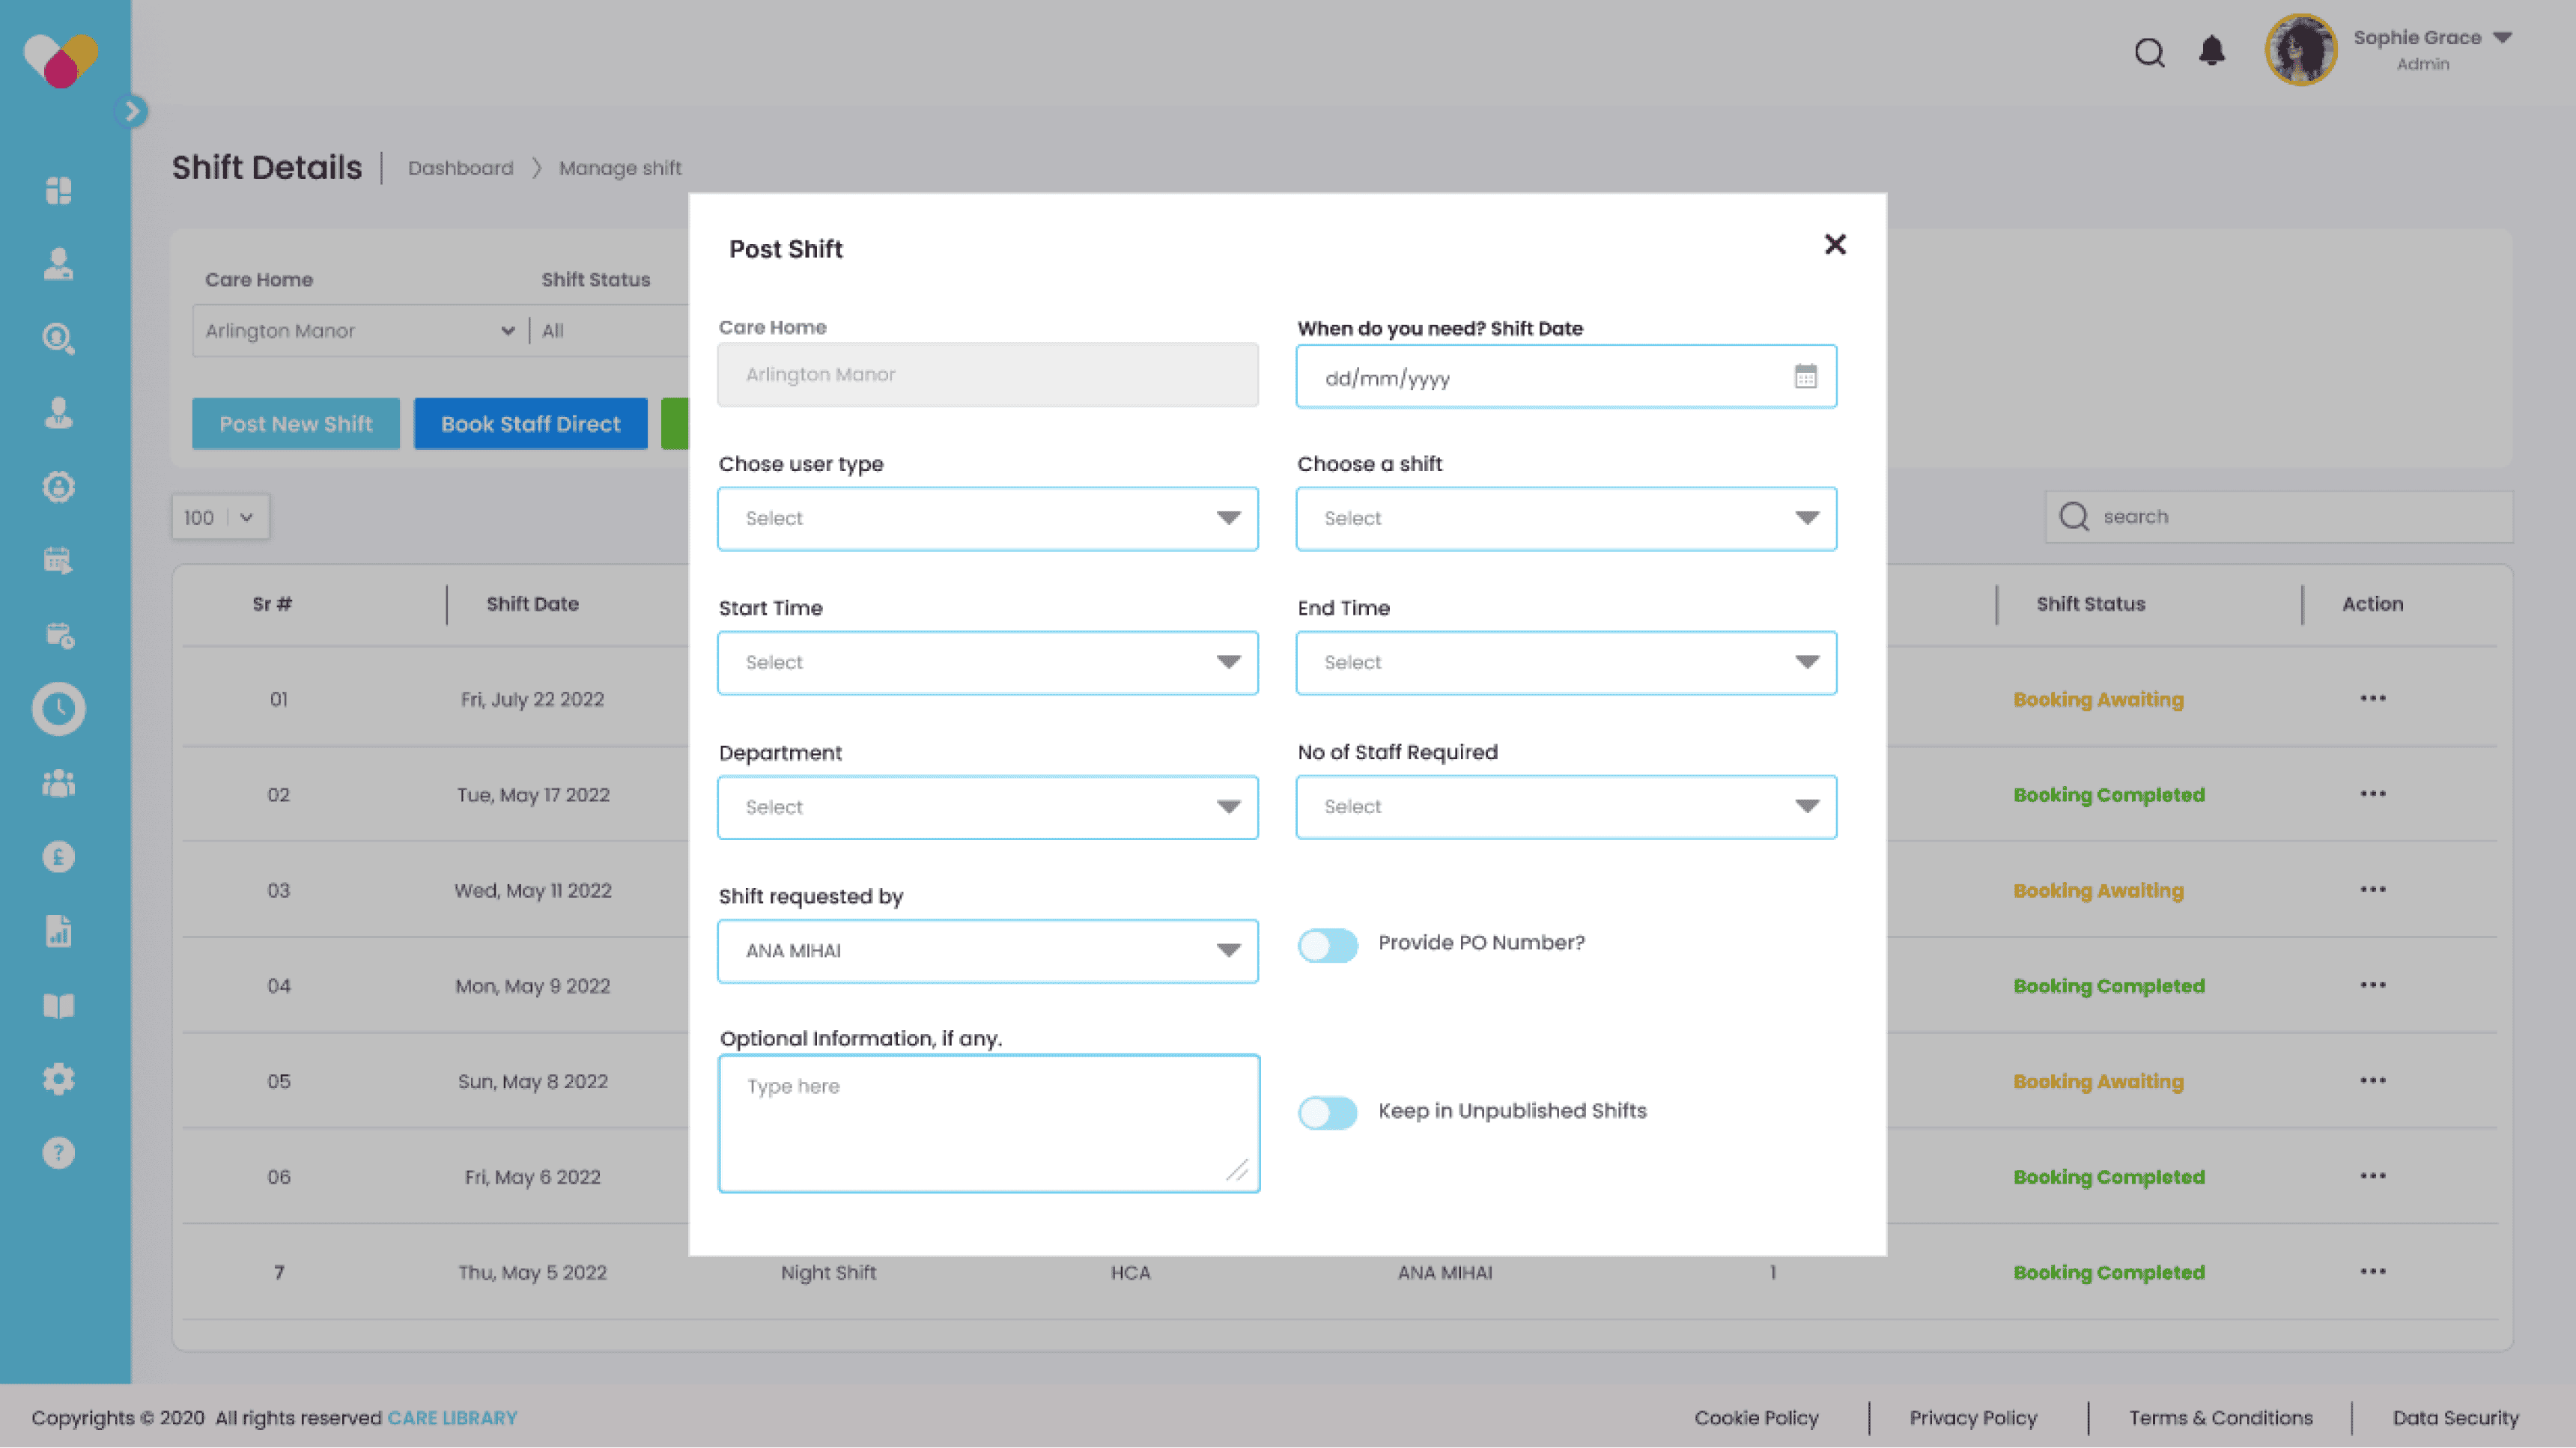 Sophie Grace
Admin
Shift Details
Dashboard
Manage shift
Care Home
Shift Status
Arlington Manor
All
Post New Shift
Book Staff Direct
100
search
Sr #
Shift Date
Shift Status
Action
01
Fri, July 22 2022
Booking Awaiting
02
Tue, May 17 2022
Booking Completed
03
Wed, May 11 2022
Booking Awaiting
04
Mon, May 9 2022
Booking Completed
05
Sun, May 8 2022
Booking Awaiting
06
Fri, May 6 2022
Booking Completed
7
Thu, May 5 2022
Night Shift
HCA
ANA MIHAI
1
Booking Completed
Post Shift
Care Home
Arlington Manor
When do you need? Shift Date
dd/mm/yyyy
Chose user type
Select
Choose a shift
Select
Start Time
Select
End Time
Select
Department
Select
No of Staff Required
Select
Shift requested by
ANA MIHAI
Provide PO Number?
Optional Information, if any.
Type here
Keep in Unpublished Shifts
Copyrights © 2020 All rights reserved CARE LIBRARY
Cookie Policy
Privacy Policy
Terms & Conditions
Data Security